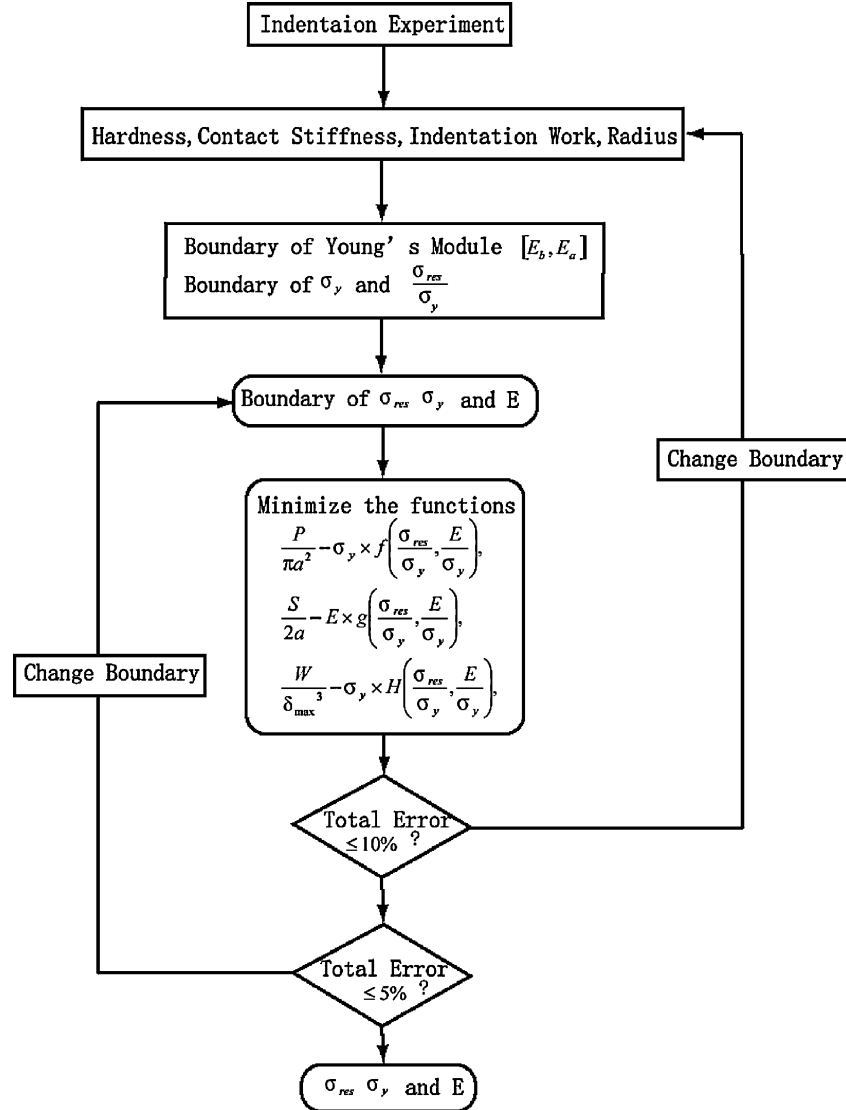 Indentaion Experiment
Hardness, Contact Stiffness, Indentation Work, Radius
Boundary of Young's Module [E_b, E_a]
Boundary of σ_y and σ_res/σ_y
Boundary of σ_res σ_y and E
Change Boundary
Minimize the functions
P/πa² − σ_y × f(σ_res/σ_y, E/σ_y),
S/2a − E × g(σ_res/σ_y, E/σ_y),
W/δ_max³ − σ_y × H(σ_res/σ_y, E/σ_y),
Change Boundary
Total Error
≤10% ?
Total Error
≤5% ?
σ_res σ_y and E